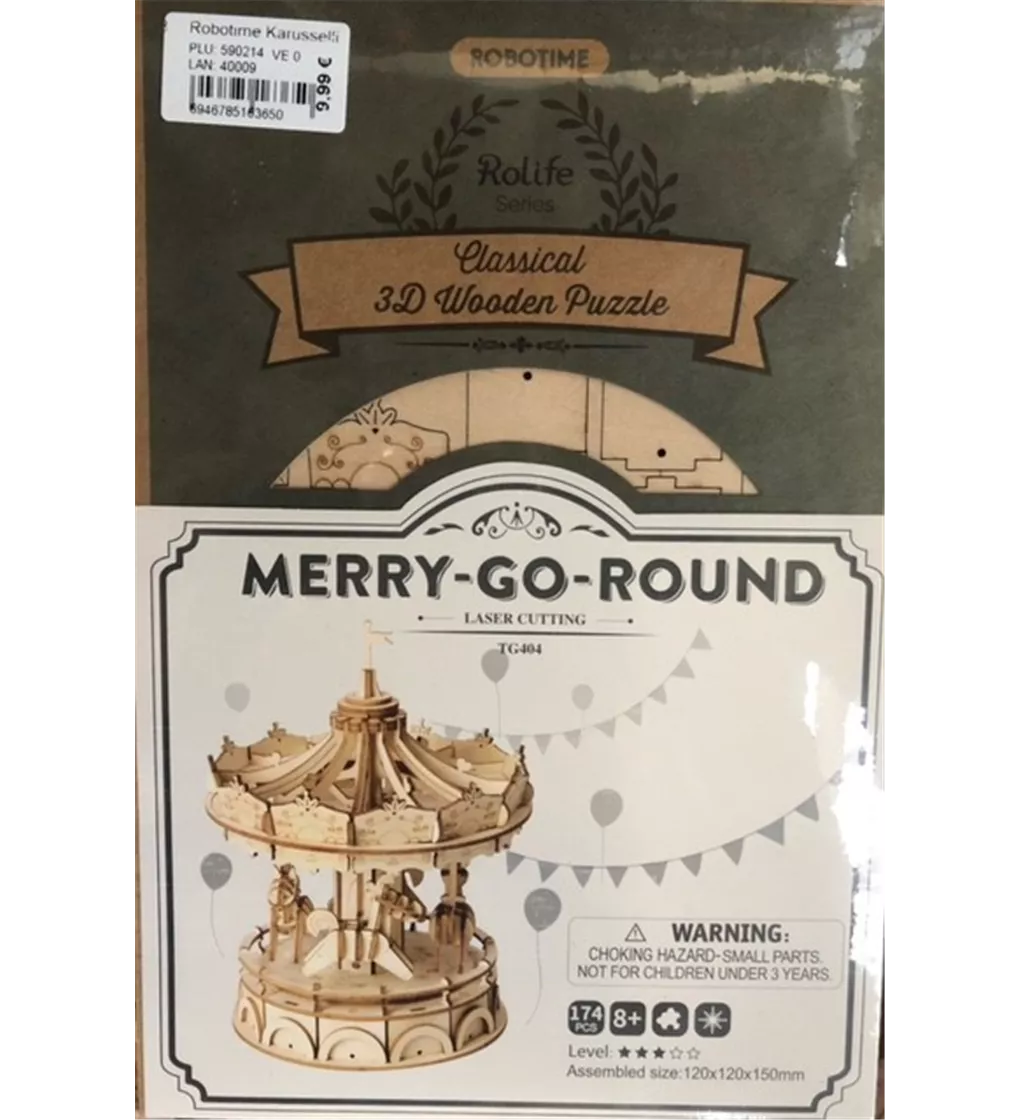 Robotime Karusselli
PLU: 590214 VE 0
LAN: 40009
9.99 €
6946785163650
ROBOTIME
Rolife
Series
Classical
3D Wooden Puzzle
MERRY-GO-ROUND
LASER CUTTING
TG404
WARNING:
CHOKING HAZARD-SMALL PARTS.
NOT FOR CHILDREN UNDER 3 YEARS.
174
PCS
8+
Level:
Assembled size:120x120x150mm